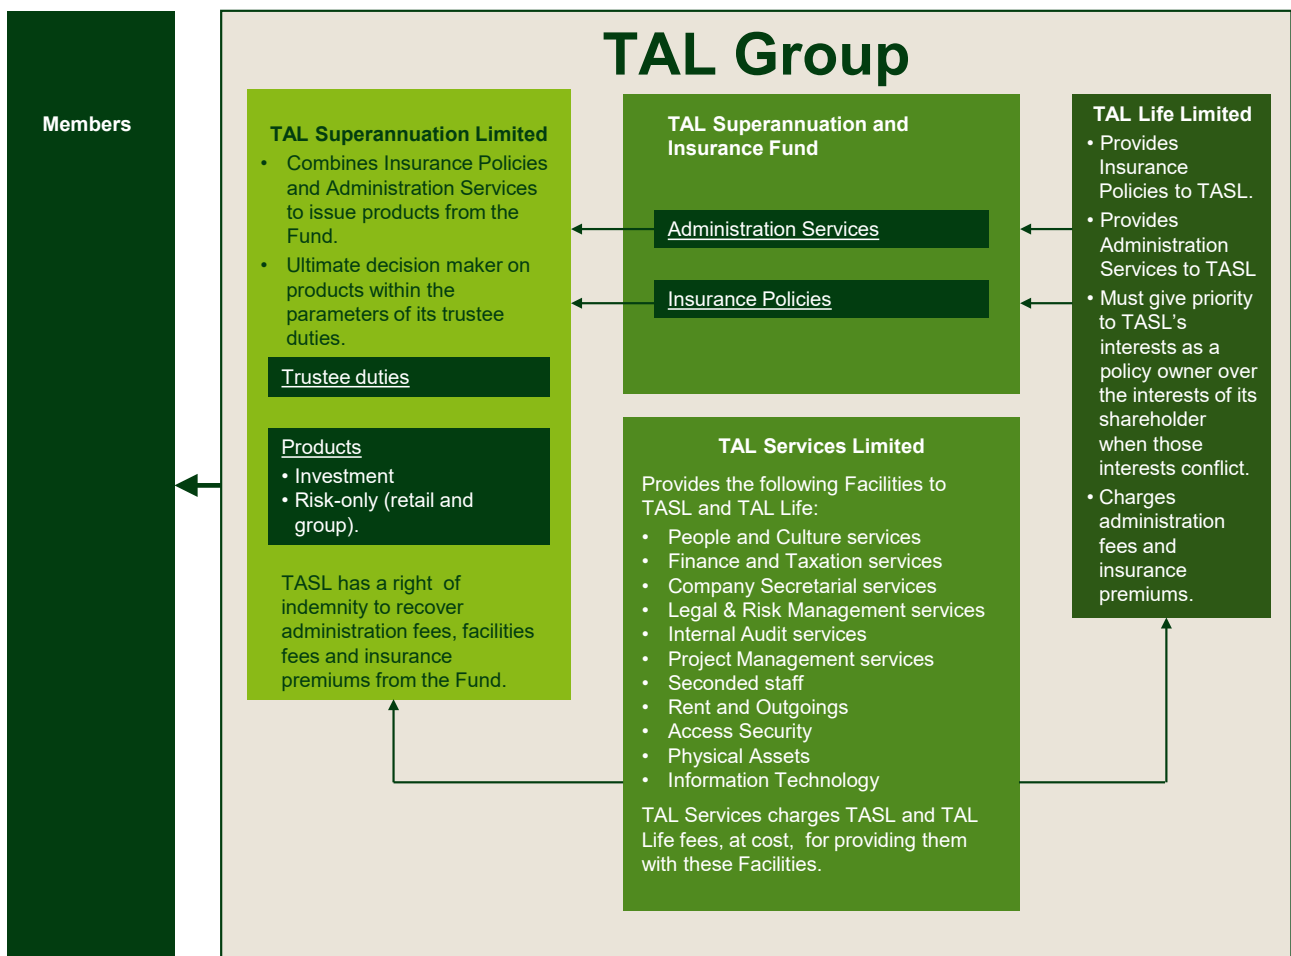 TAL Group
Members
TAL Superannuation Limited
• Combines Insurance Policies
and Administration Services
to issue products from the
Fund.
• Ultimate decision maker on
products within the
parameters of its trustee
duties.
Trustee duties
Products
• Investment
• Risk-only (retail and
group).
TASL has a right of
indemnity to recover
administration fees, facilities
fees and insurance
premiums from the Fund.
TAL Superannuation and
Insurance Fund
Administration Services
Insurance Policies
TAL Services Limited
Provides the following Facilities to
TASL and TAL Life:
• People and Culture services
• Finance and Taxation services
• Company Secretarial services
• Legal & Risk Management services
• Internal Audit services
• Project Management services
• Seconded staff
• Rent and Outgoings
• Access Security
• Physical Assets
• Information Technology
TAL Services charges TASL and TAL
Life fees, at cost, for providing them
with these Facilities.
TAL Life Limited
• Provides
Insurance
Policies to TASL.
• Provides
Administration
Services to TASL
• Must give priority
to TASL’s
interests as a
policy owner over
the interests of its
shareholder
when those
interests conflict.
• Charges
administration
fees and
insurance
premiums.